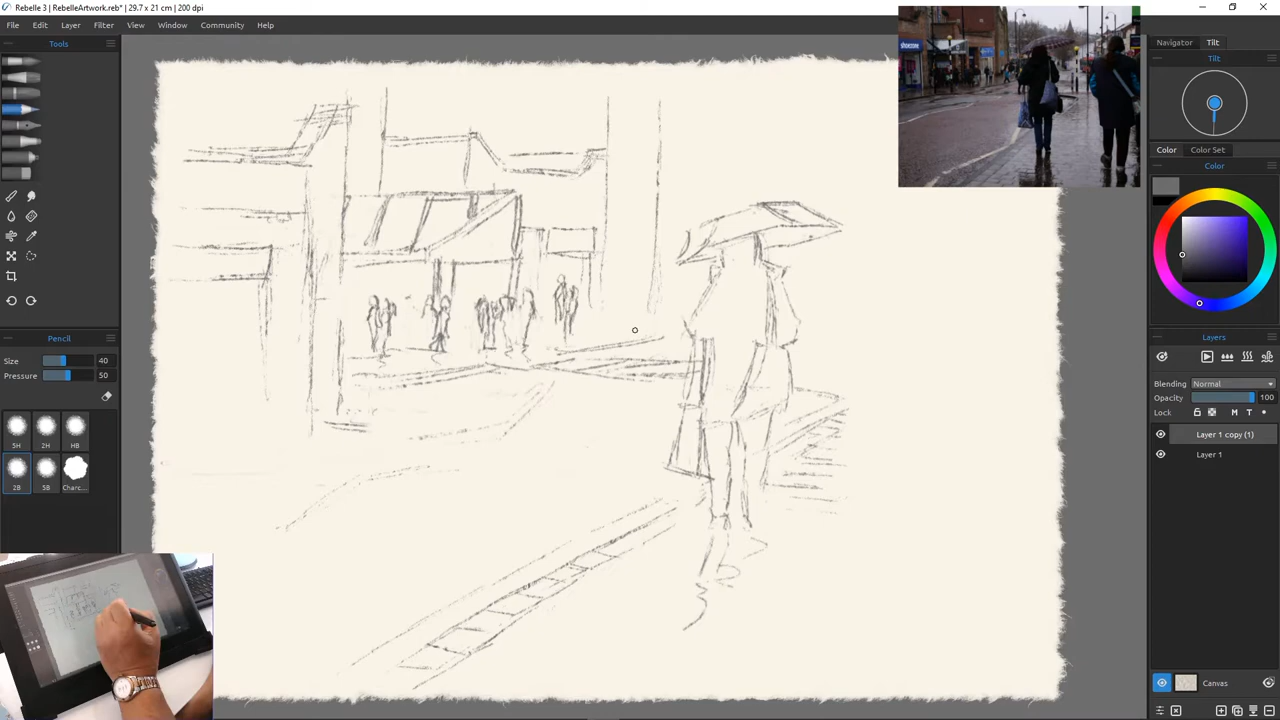 Rebelle 3 | RebelleArtwork.reb* | 29.7 x 21 cm | 200 dpi
File Edit View Window Community Help
Layer Filter
Tools
Pencil
Size 40
Pressure 50
5H 2H HB
2B 5B Charc...
shoezone
Navigator Tilt
Tilt
Color Color Set
Color
Layers
Blending Normal
Opacity 100
Lock M T
Layer 1 copy (1)
Layer 1
Canvas